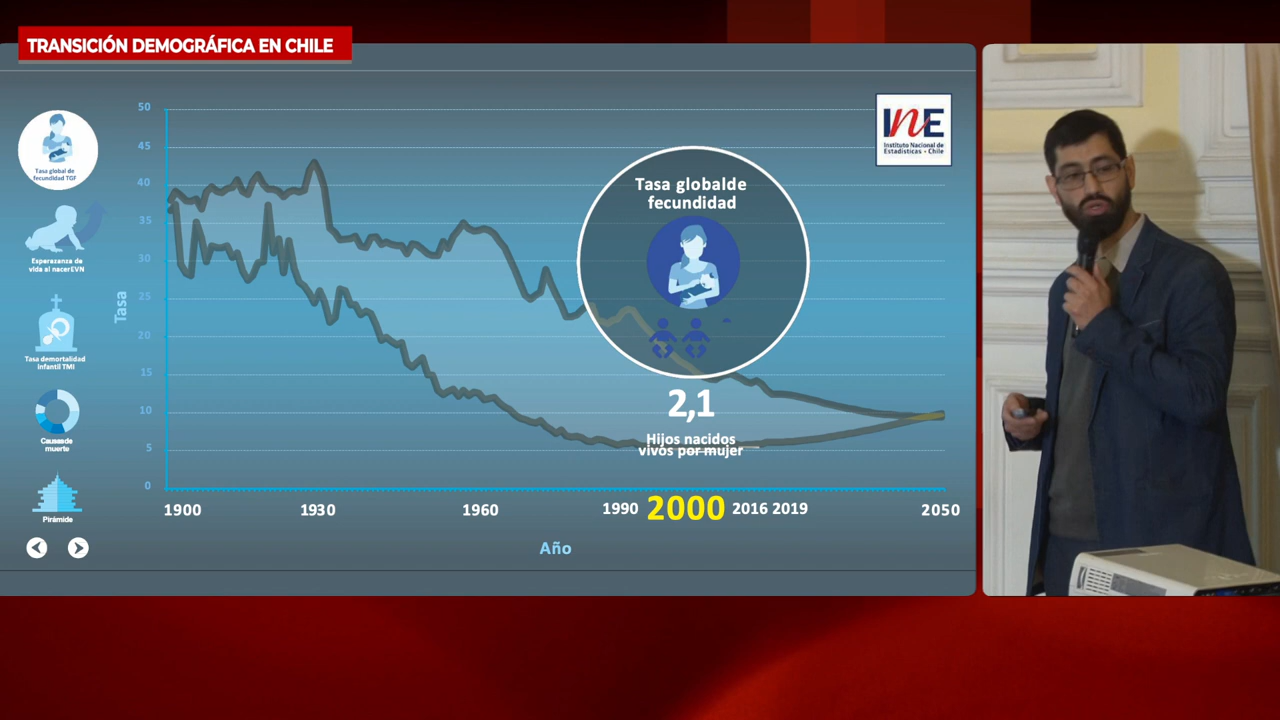 TRANSICIÓN DEMOGRÁFICA EN CHILE
Tasa global de
fecundidad TGF
Esperazanza de
vida al nacerEVN
Tasa demortalidad
infantil TMI
Causasde
muerte
Pirámide
Tasa
50
45
40
35
30
25
20
15
10
5
0
INE
Instituto Nacional de
Estadísticas • Chile
Tasa globalde
fecundidad
2,1
Hijos nacidos
vivos por mujer
1900
1930
1960
1990
2000
2016 2019
2050
Año